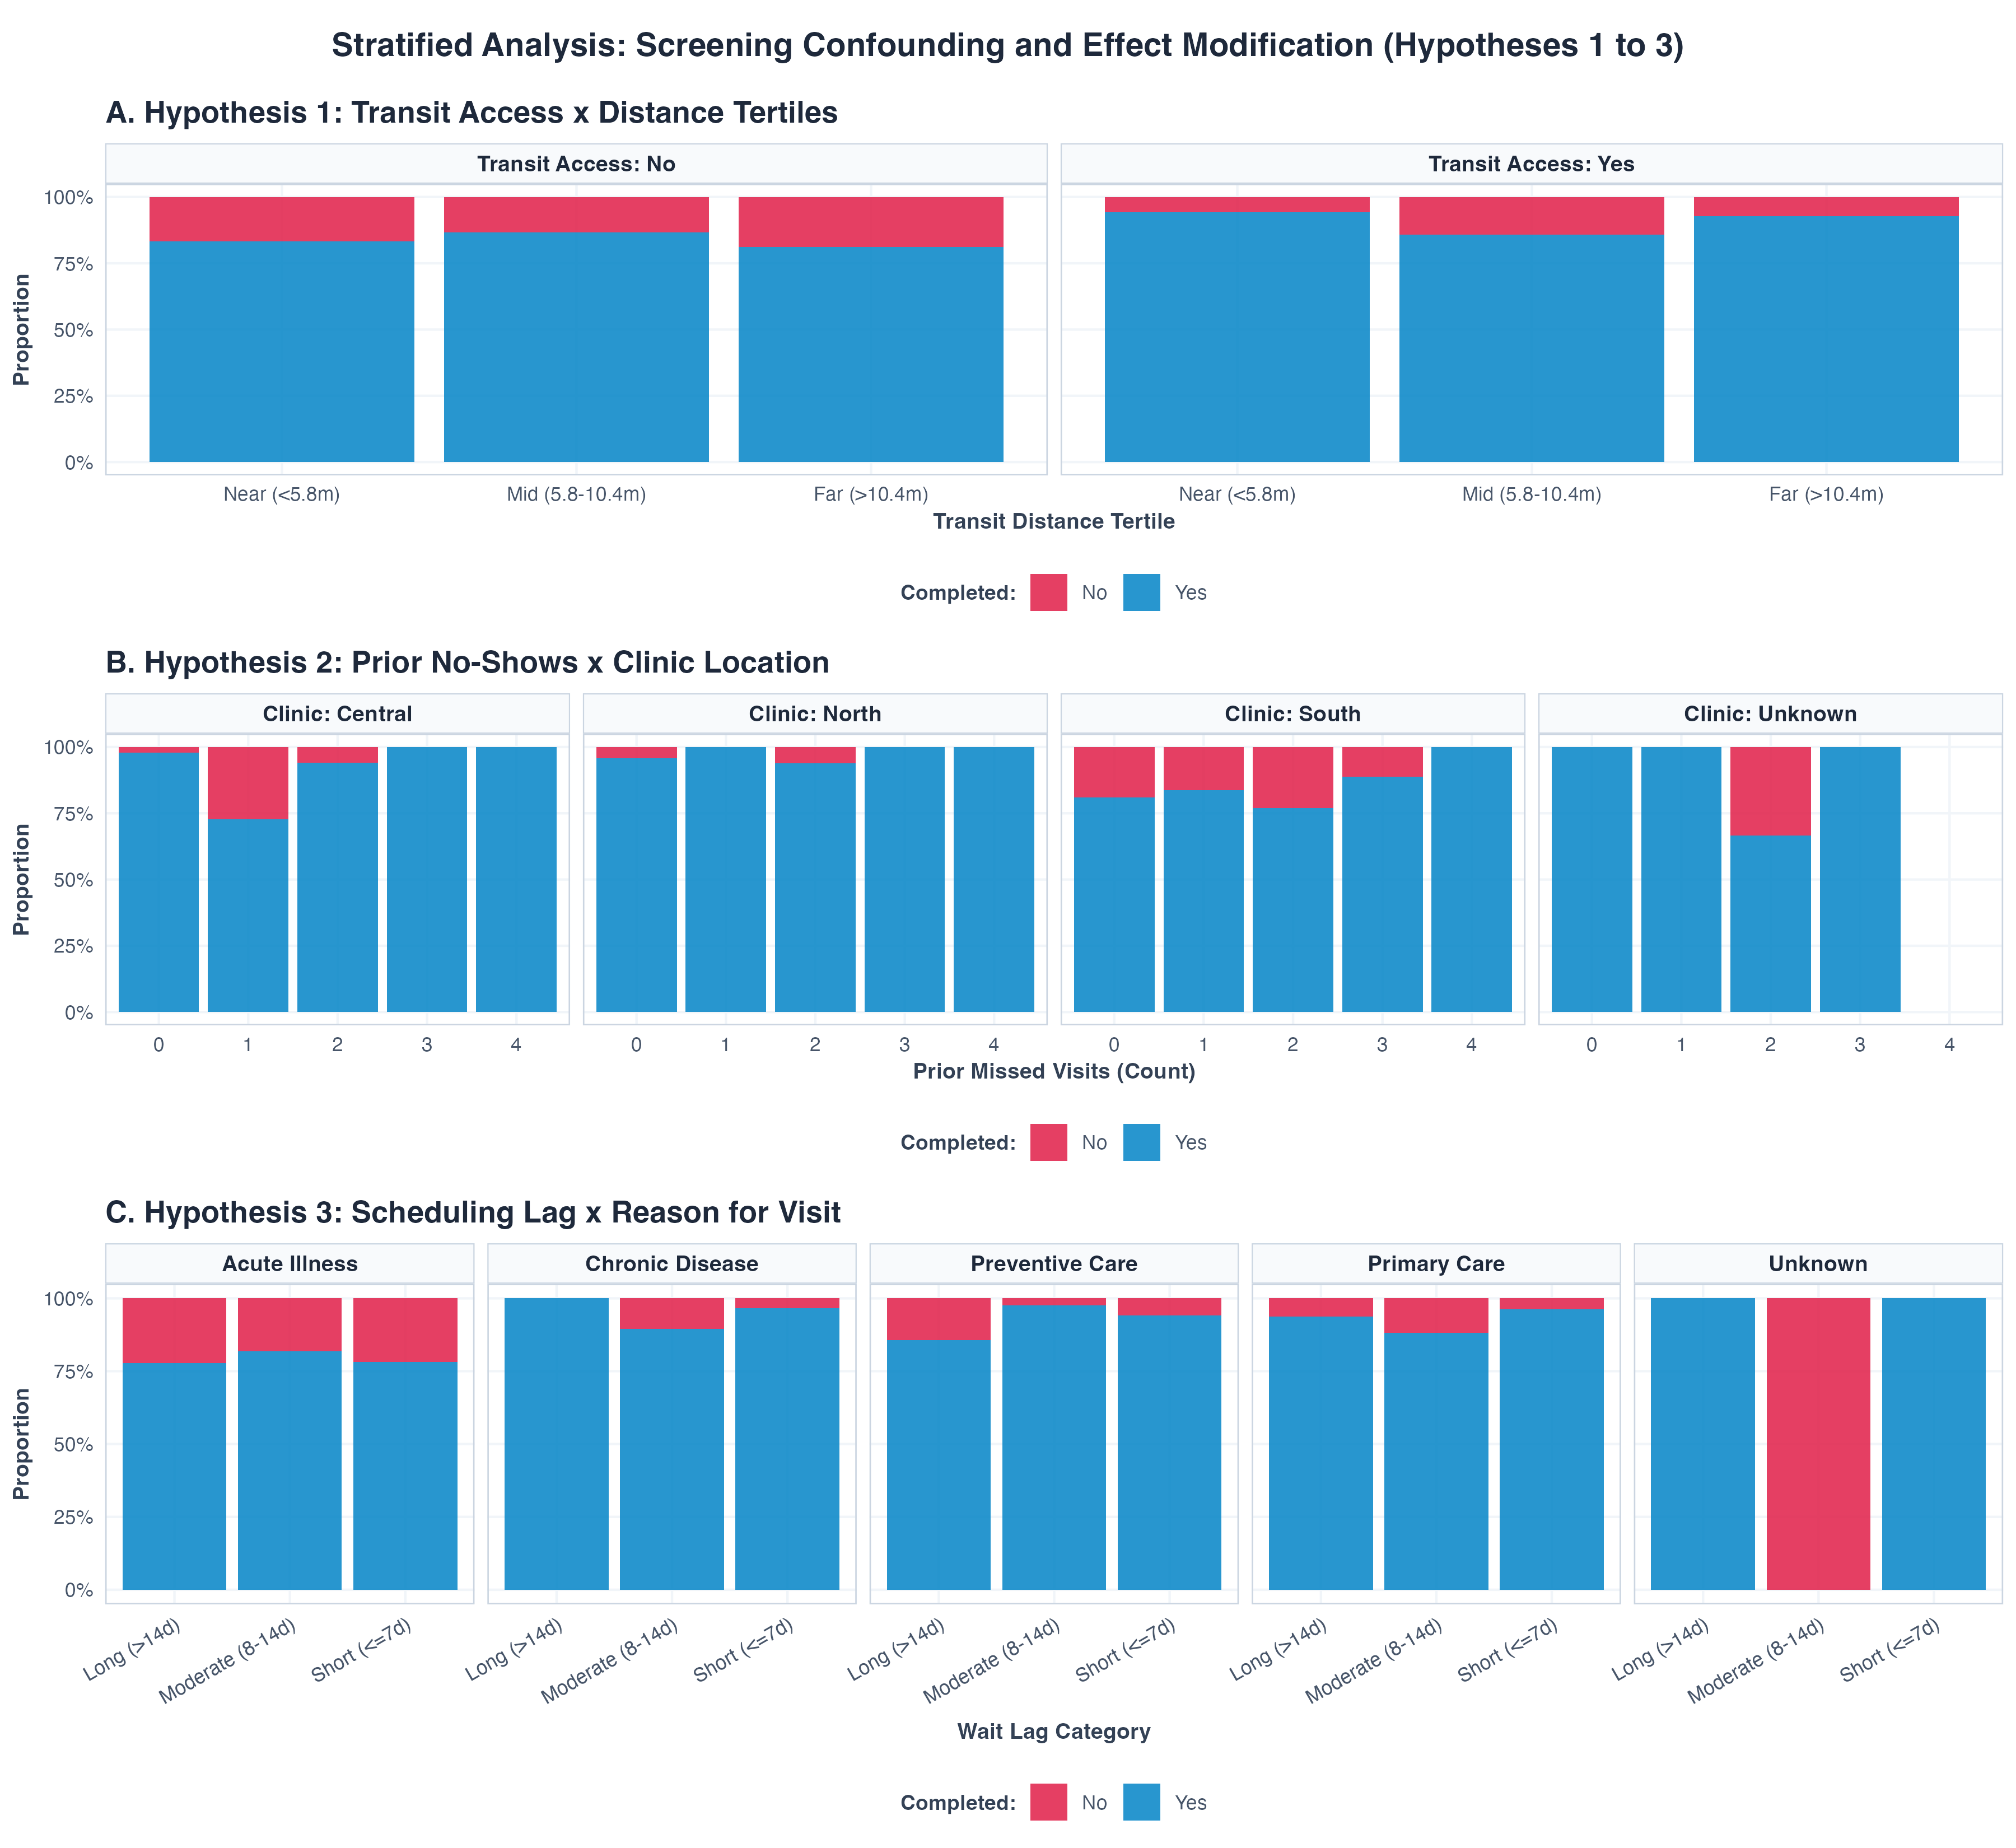 Stratified Analysis: Screening Confounding and Effect Modification (Hypotheses 1 to 3)
A. Hypothesis 1: Transit Access x Distance Tertiles
Transit Access: No
Transit Access: Yes
Proportion
100%
75%
50%
25%
0%
Near (<5.8m)
Mid (5.8-10.4m)
Far (>10.4m)
Near (<5.8m)
Mid (5.8-10.4m)
Far (>10.4m)
Transit Distance Tertile
Completed: No Yes
B. Hypothesis 2: Prior No-Shows x Clinic Location
Clinic: Central
Clinic: North
Clinic: South
Clinic: Unknown
Proportion
100%
75%
50%
25%
0%
0 1 2 3 4
0 1 2 3 4
0 1 2 3 4
0 1 2 3 4
Prior Missed Visits (Count)
Completed: No Yes
C. Hypothesis 3: Scheduling Lag x Reason for Visit
Acute Illness
Chronic Disease
Preventive Care
Primary Care
Unknown
Proportion
100%
75%
50%
25%
0%
Long (>14d)
Moderate (8-14d)
Short (<=7d)
Long (>14d)
Moderate (8-14d)
Short (<=7d)
Long (>14d)
Moderate (8-14d)
Short (<=7d)
Long (>14d)
Moderate (8-14d)
Short (<=7d)
Long (>14d)
Moderate (8-14d)
Short (<=7d)
Wait Lag Category
Completed: No Yes